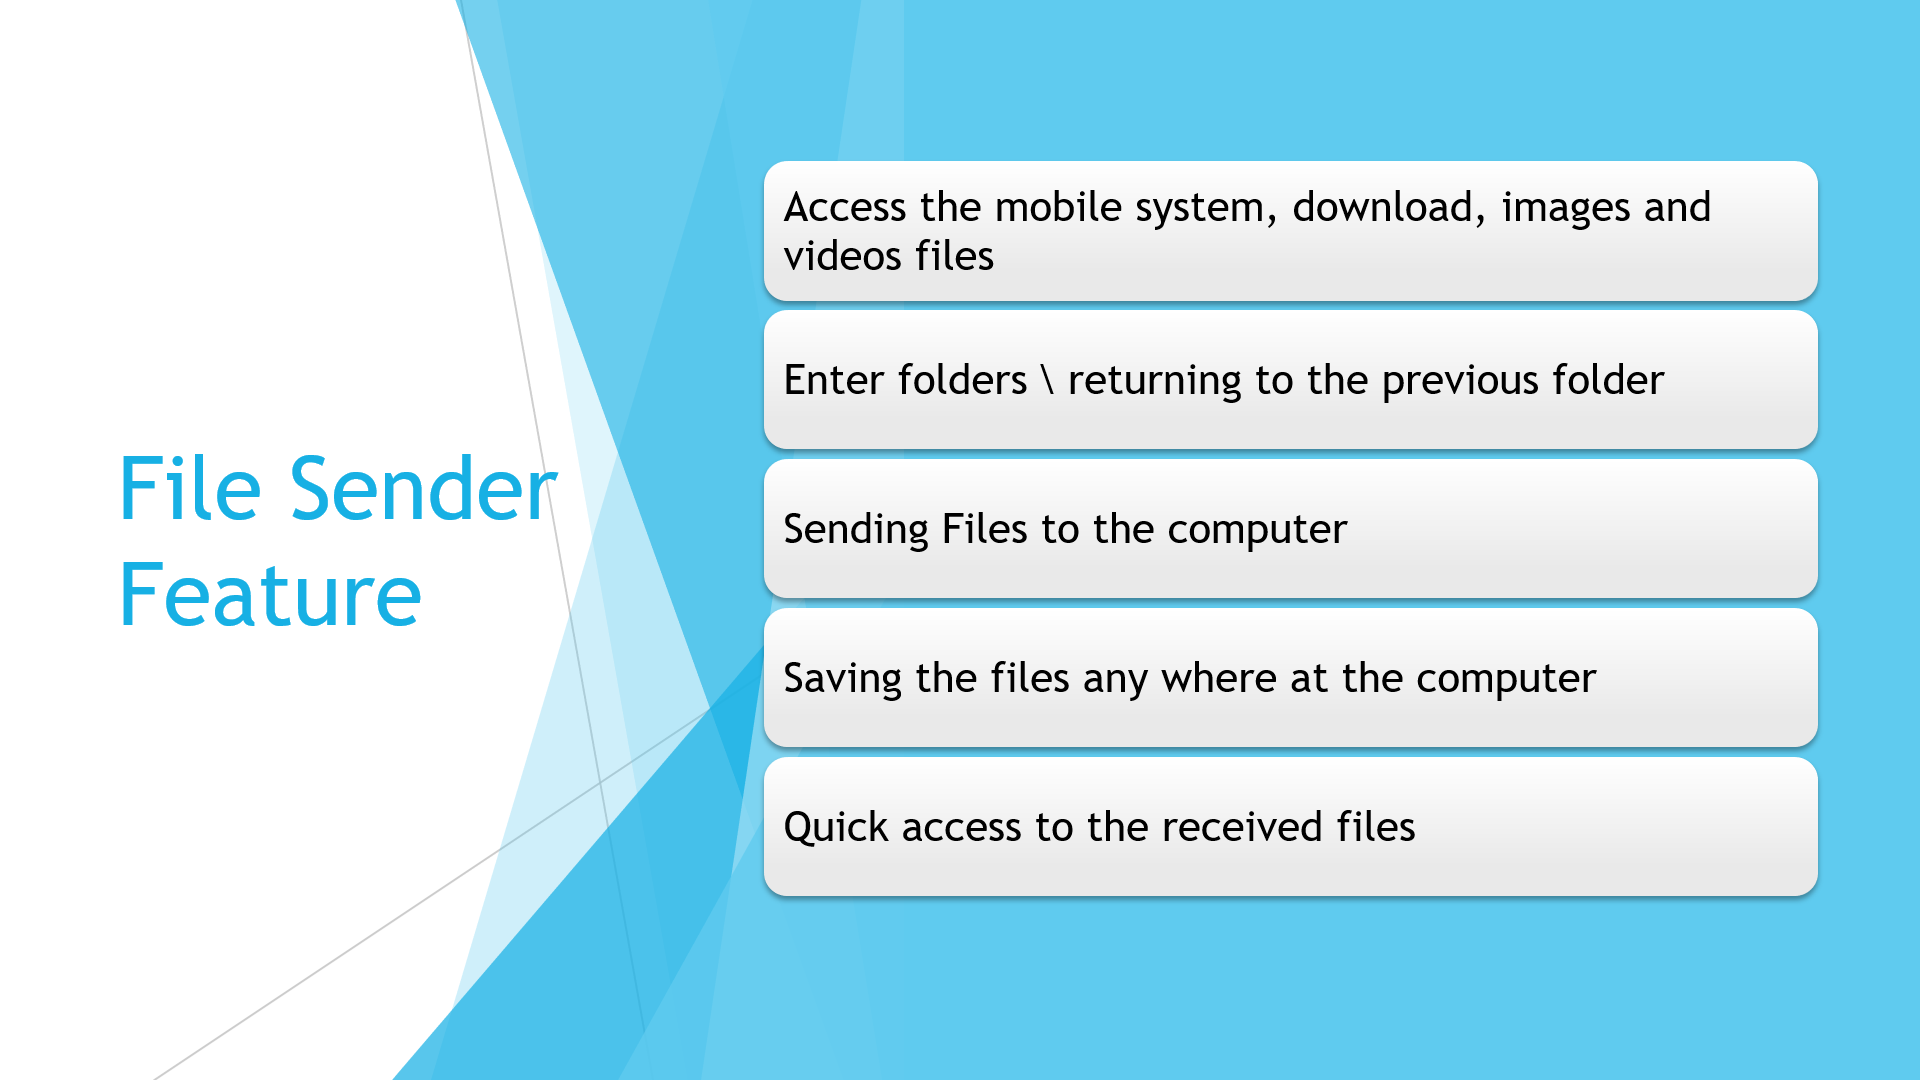 File Sender
Feature
Access the mobile system, download, images and
videos files
Enter folders \ returning to the previous folder
Sending Files to the computer
Saving the files any where at the computer
Quick access to the received files